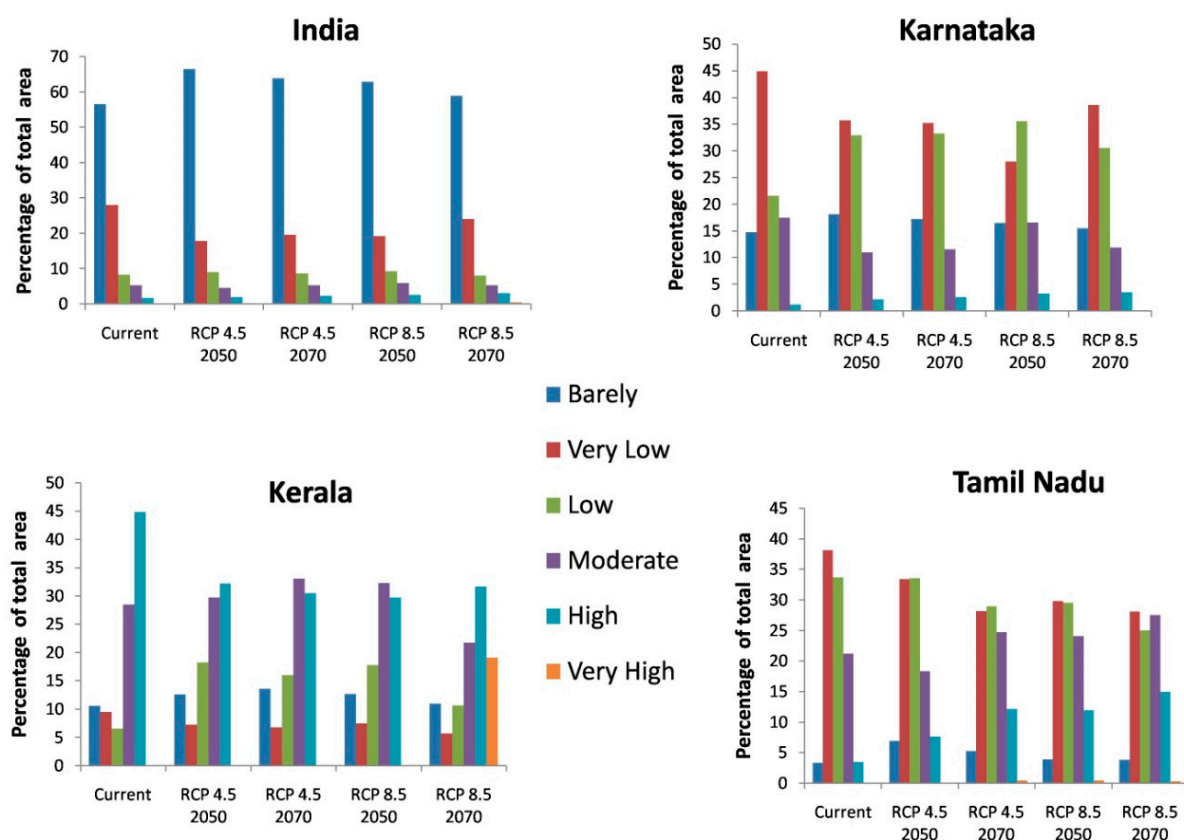 India
Percentage of total area
70
60
50
40
30
20
10
0
Current
RCP 4.5
2050
RCP 4.5
2070
RCP 8.5
2050
RCP 8.5
2070
Karnataka
Percentage of total area
50
45
40
35
30
25
20
15
10
5
0
Current
RCP 4.5
2050
RCP 4.5
2070
RCP 8.5
2050
RCP 8.5
2070
Barely
Very Low
Low
Moderate
High
Very High
Kerala
Percentage of total area
50
45
40
35
30
25
20
15
10
5
0
Current
RCP 4.5
2050
RCP 4.5
2070
RCP 8.5
2050
RCP 8.5
2070
Tamil Nadu
Percentage of total area
45
40
35
30
25
20
15
10
5
0
Current
RCP 4.5
2050
RCP 4.5
2070
RCP 8.5
2050
RCP 8.5
2070